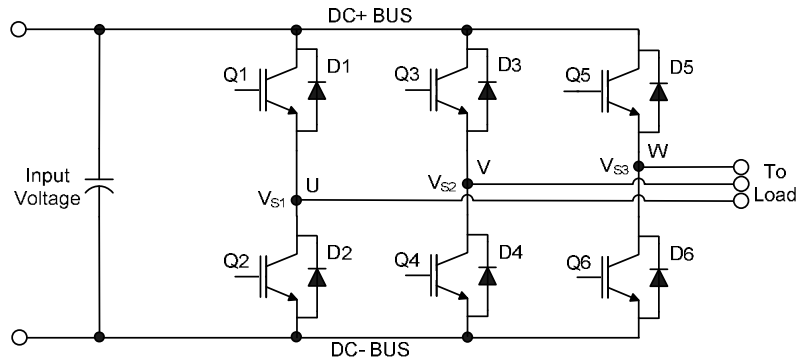 DC+ BUS
Q1
D1
Q3
D3
Q5
D5
Input
Voltage
VS1
U
VS2
V
VS3
W
To
Load
Q2
D2
Q4
D4
Q6
D6
DC- BUS